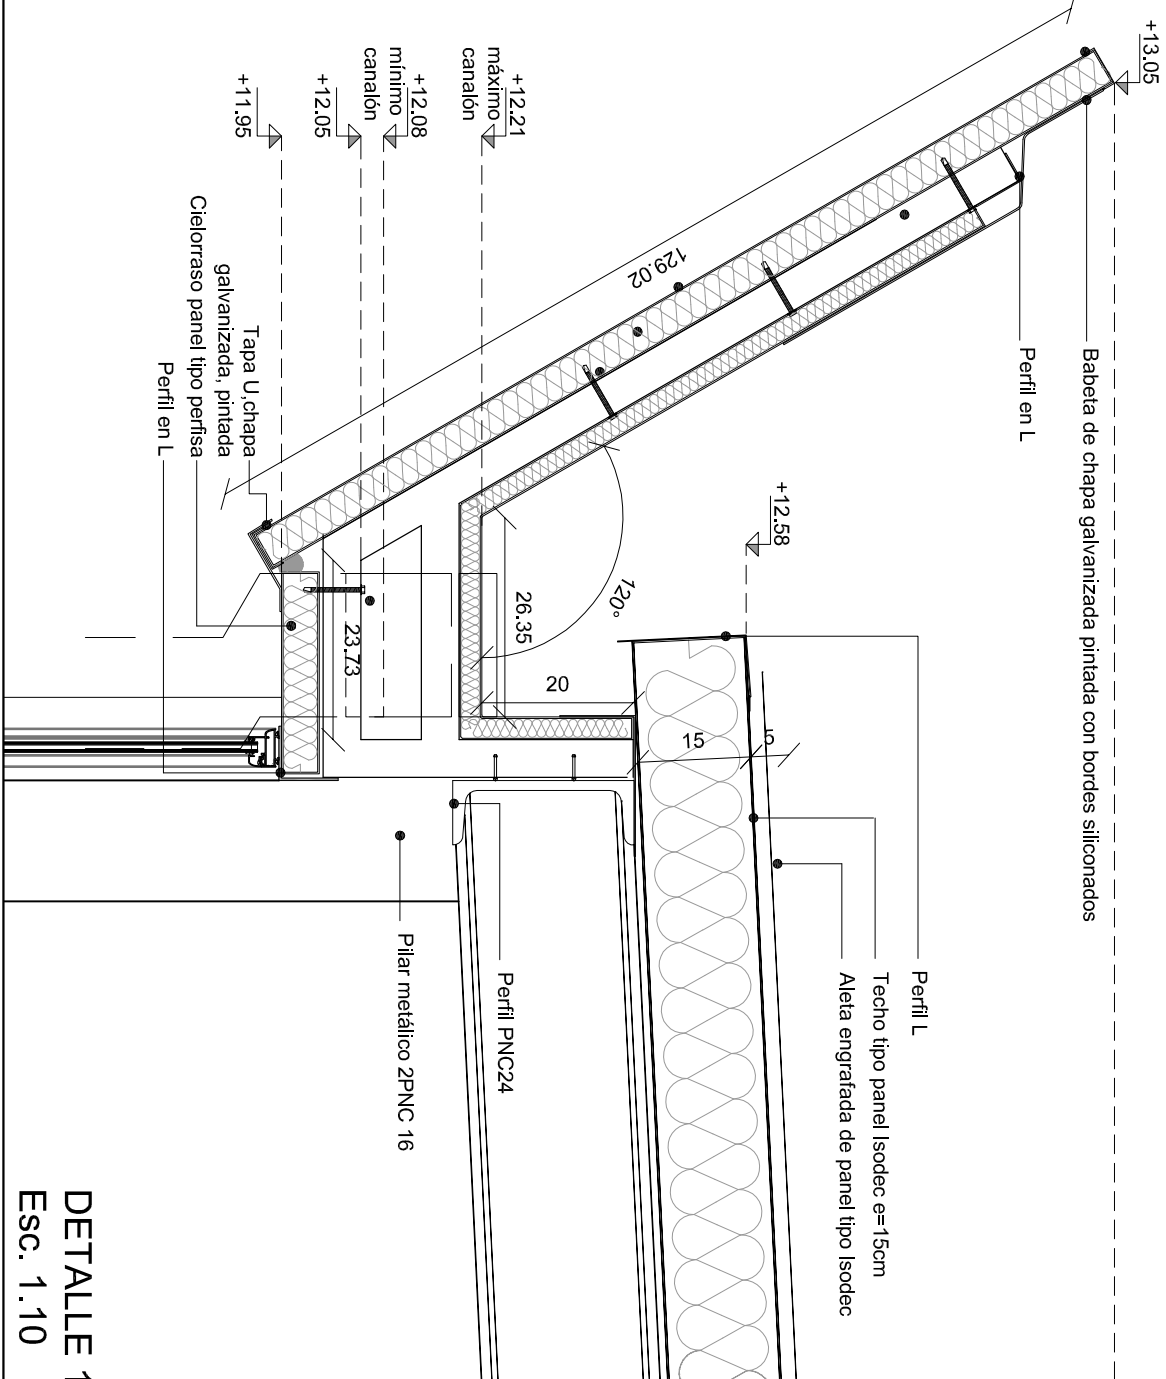 +13.05
Babeta de chapa galvanizada pintada con bordes siliconados
Perfil en L
+12.58
Perfil L
Techo tipo panel Isodec e=15cm
Aleta engrafada de panel tipo Isodec
+12.21
máximo
canalón
+12.08
mínimo
canalón
+12.05
+11.95
129.02
120°
26.35
23.73
20
15
5
Tapa U,chapa
galvanizada, pintada
Cielorraso panel tipo perfisa
Perfil en L
Perfil PNC24
Pilar metálico 2PNC 16
DETALLE 1
Esc. 1.10